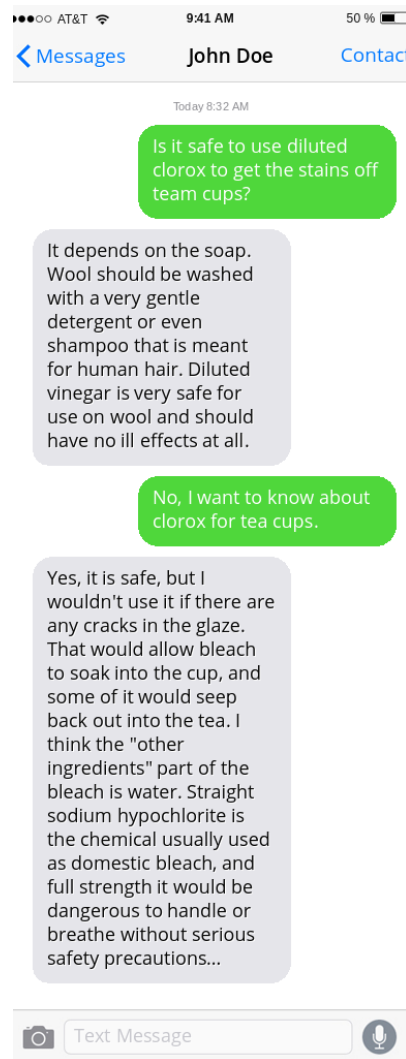 AT&T 9:41 AM 50 %
Messages John Doe Contact
Today 8:32 AM
Is it safe to use diluted
clorox to get the stains off
team cups?
It depends on the soap.
Wool should be washed
with a very gentle
detergent or even
shampoo that is meant
for human hair. Diluted
vinegar is very safe for
use on wool and should
have no ill effects at all.
No, I want to know about
clorox for tea cups.
Yes, it is safe, but I
wouldn't use it if there are
any cracks in the glaze.
That would allow bleach
to soak into the cup, and
some of it would seep
back out into the tea. I
think the "other
ingredients" part of the
bleach is water. Straight
sodium hypochlorite is
the chemical usually used
as domestic bleach, and
full strength it would be
dangerous to handle or
breathe without serious
safety precautions...
Text Message